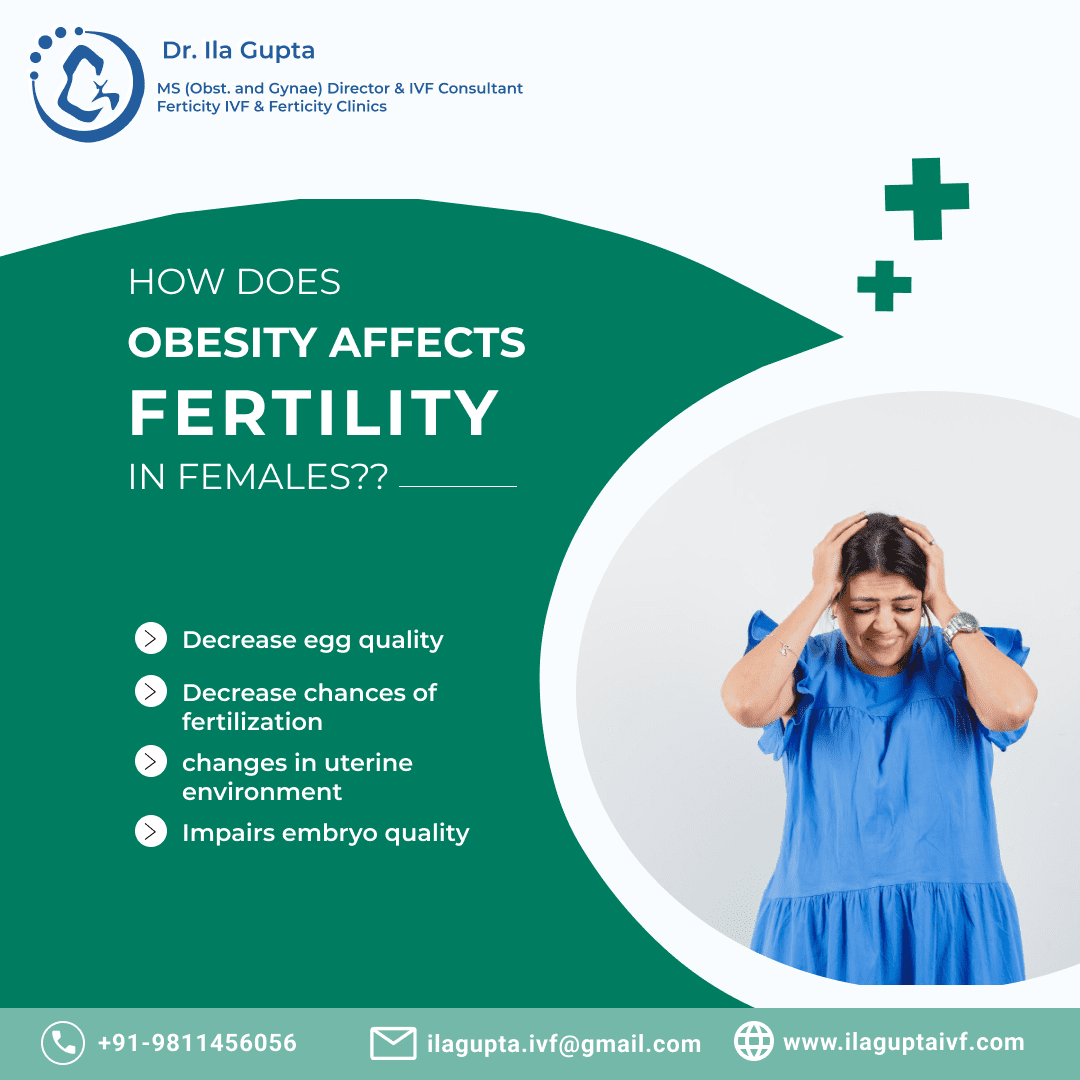 Dr. Ila Gupta
MS (Obst. and Gynae) Director & IVF Consultant
Ferticity IVF & Ferticity Clinics
HOW DOES
OBESITY AFFECTS
FERTILITY
IN FEMALES??
Decrease egg quality
Decrease chances of
fertilization
changes in uterine
environment
Impairs embryo quality
+91-9811456056
ilagupta.ivf@gmail.com
www.ilaguptaivf.com